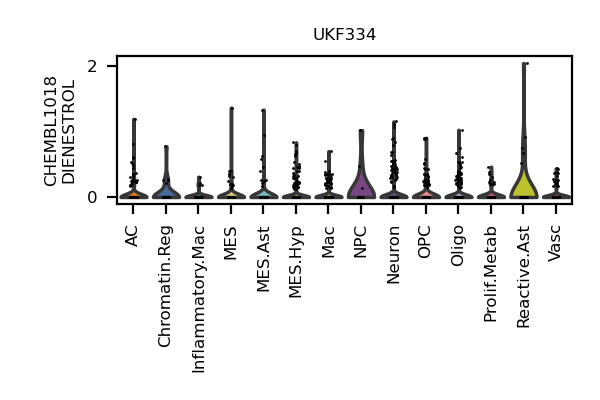 UKF334
CHEMBL1018
DIENESTROL
2
0
AC
Chromatin.Reg
Inflammatory.Mac
MES
MES.Ast
MES.Hyp
Mac
NPC
Neuron
OPC
Oligo
Prolif.Metab
Reactive.Ast
Vasc